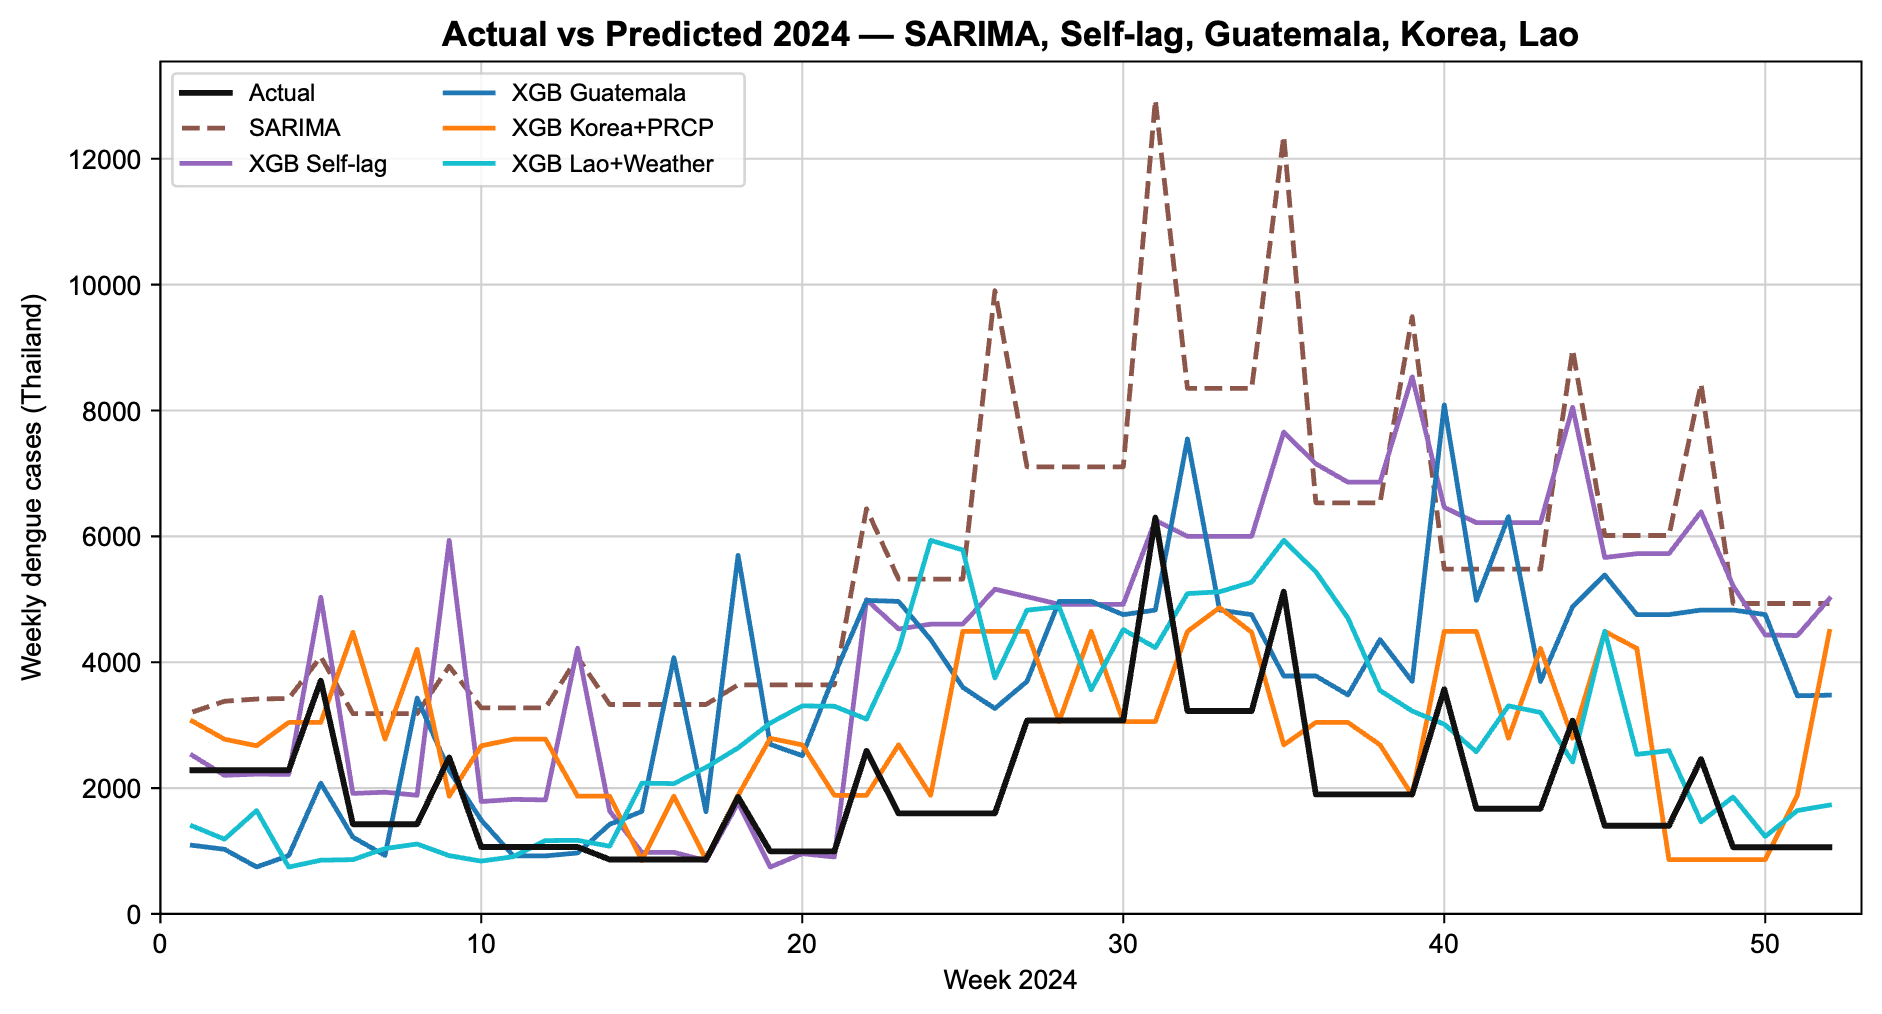 Actual vs Predicted 2024 — SARIMA, Self-lag, Guatemala, Korea, Lao
Actual
SARIMA
XGB Self-lag
XGB Guatemala
XGB Korea+PRCP
XGB Lao+Weather
Weekly dengue cases (Thailand)
12000
10000
8000
6000
4000
2000
0
0 10 20 30 40 50
Week 2024